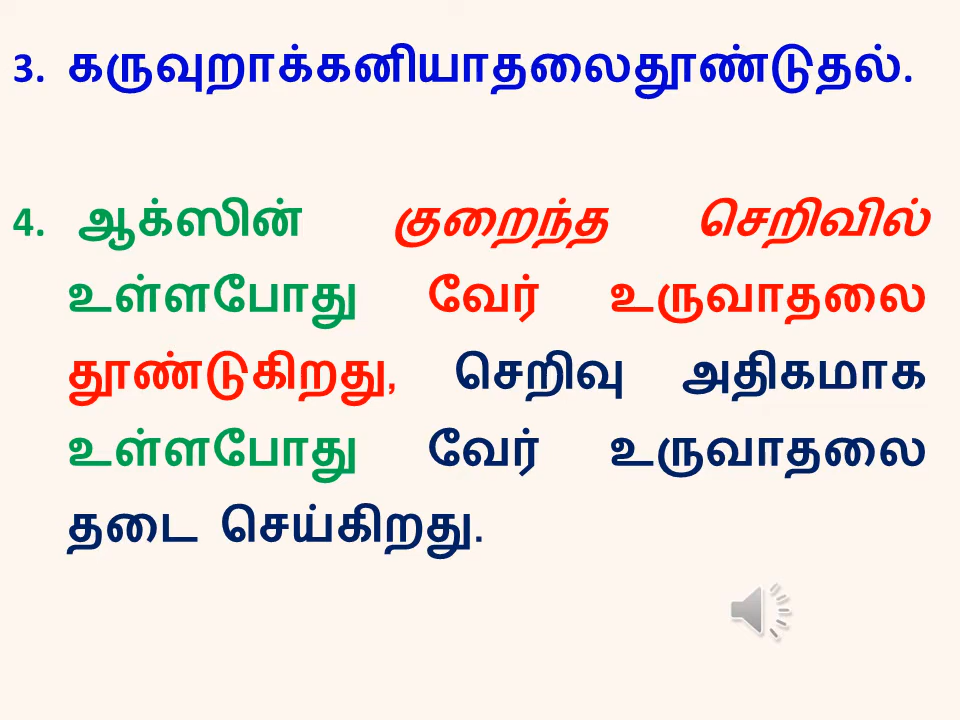 3. கருவுறாக்கனியாதலைதூண்டுதல்.
4. ஆக்ஸின் குறைந்த செறிவில்
உள்ளபோது வேர் உருவாதலை
தூண்டுகிறது, செறிவு அதிகமாக
உள்ளபோது வேர் உருவாதலை
தடை செய்கிறது.